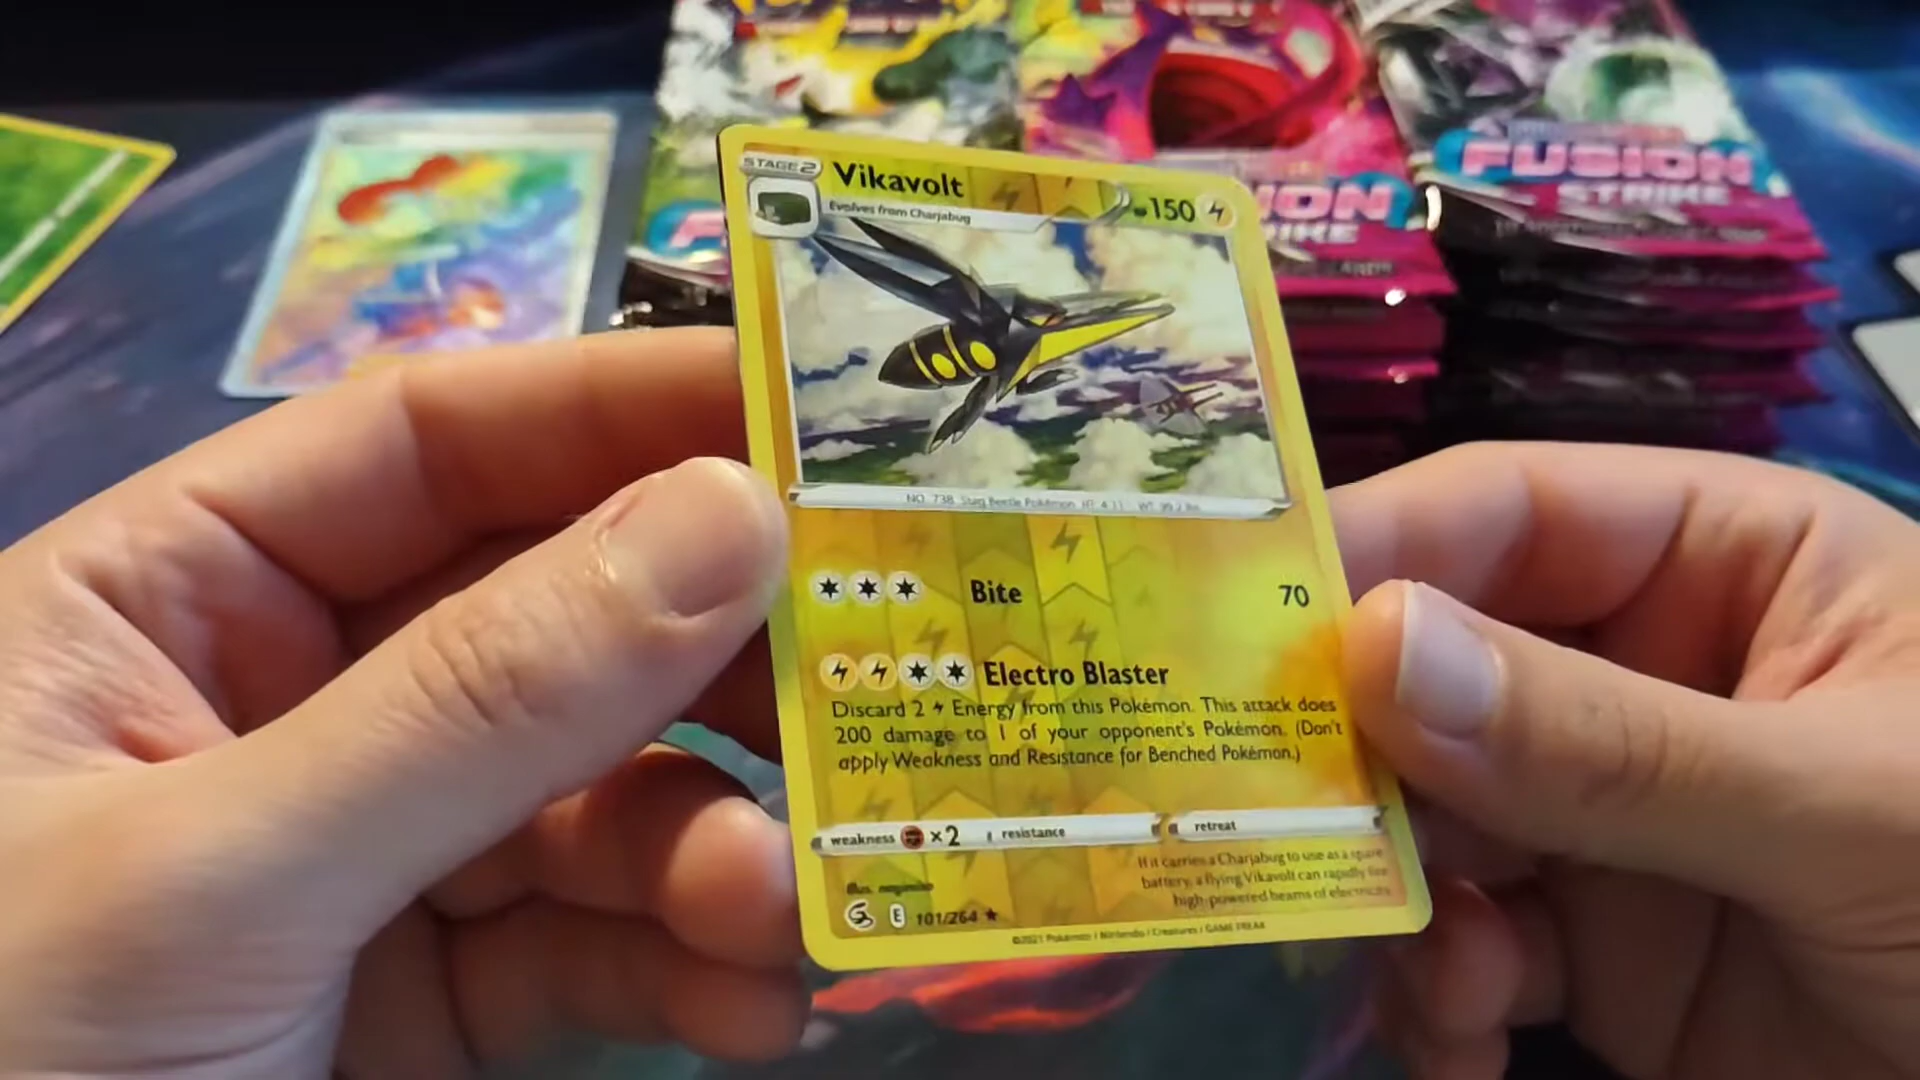 FUSION
STRIKE
STAGE 2
Vikavolt
Evolves from Charjabug
150
NO. 738 Stag Beetle Pokémon HT: 4'11" WT: 99.2 lbs
Bite 70
Electro Blaster
Discard 2 Energy from this Pokémon. This attack does
200 damage to 1 of your opponent's Pokémon. (Don't
apply Weakness and Resistance for Benched Pokémon.)
weakness ×2 resistance retreat
If it carries a Charjabug to use as a spare
battery, a flying Vikavolt can rapidly fire
high-powered beams of electricity.
Illus. nagimiso
E 101/264 ★
©2021 Pokémon / Nintendo / Creatures / GAME FREAK